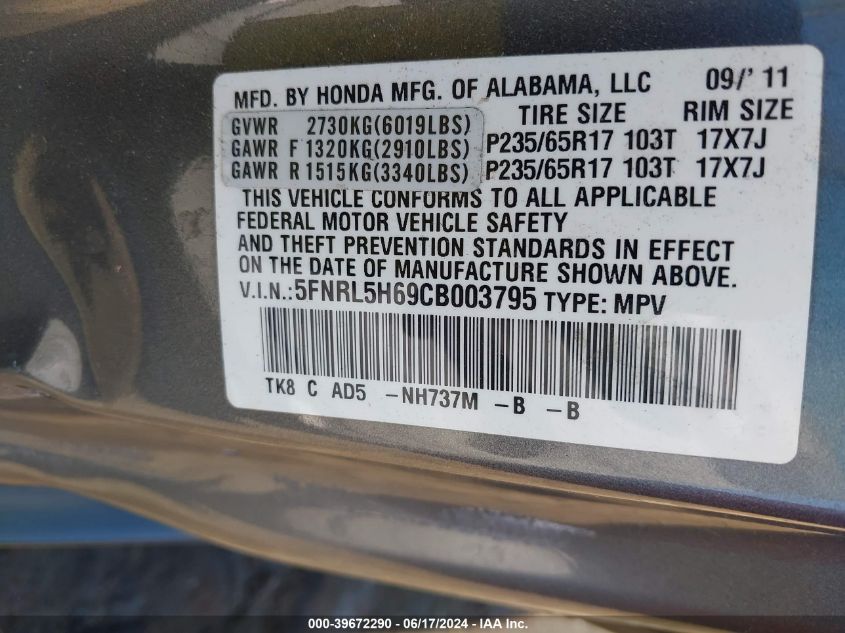 MFD. BY HONDA MFG. OF ALABAMA, LLC 09/'11
TIRE SIZE RIM SIZE
GVWR 2730KG(6019LBS)
GAWR F 1320KG(2910LBS) P235/65R17 103T 17X7J
GAWR R 1515KG(3340LBS) P235/65R17 103T 17X7J
THIS VEHICLE CONFORMS TO ALL APPLICABLE
FEDERAL MOTOR VEHICLE SAFETY
AND THEFT PREVENTION STANDARDS IN EFFECT
ON THE DATE OF MANUFACTURE SHOWN ABOVE.
V.I.N.:5FNRL5H69CB003795 TYPE: MPV
TK8 C AD5 -NH737M -B -B
000-39672290 - 06/17/2024 - IAA Inc.